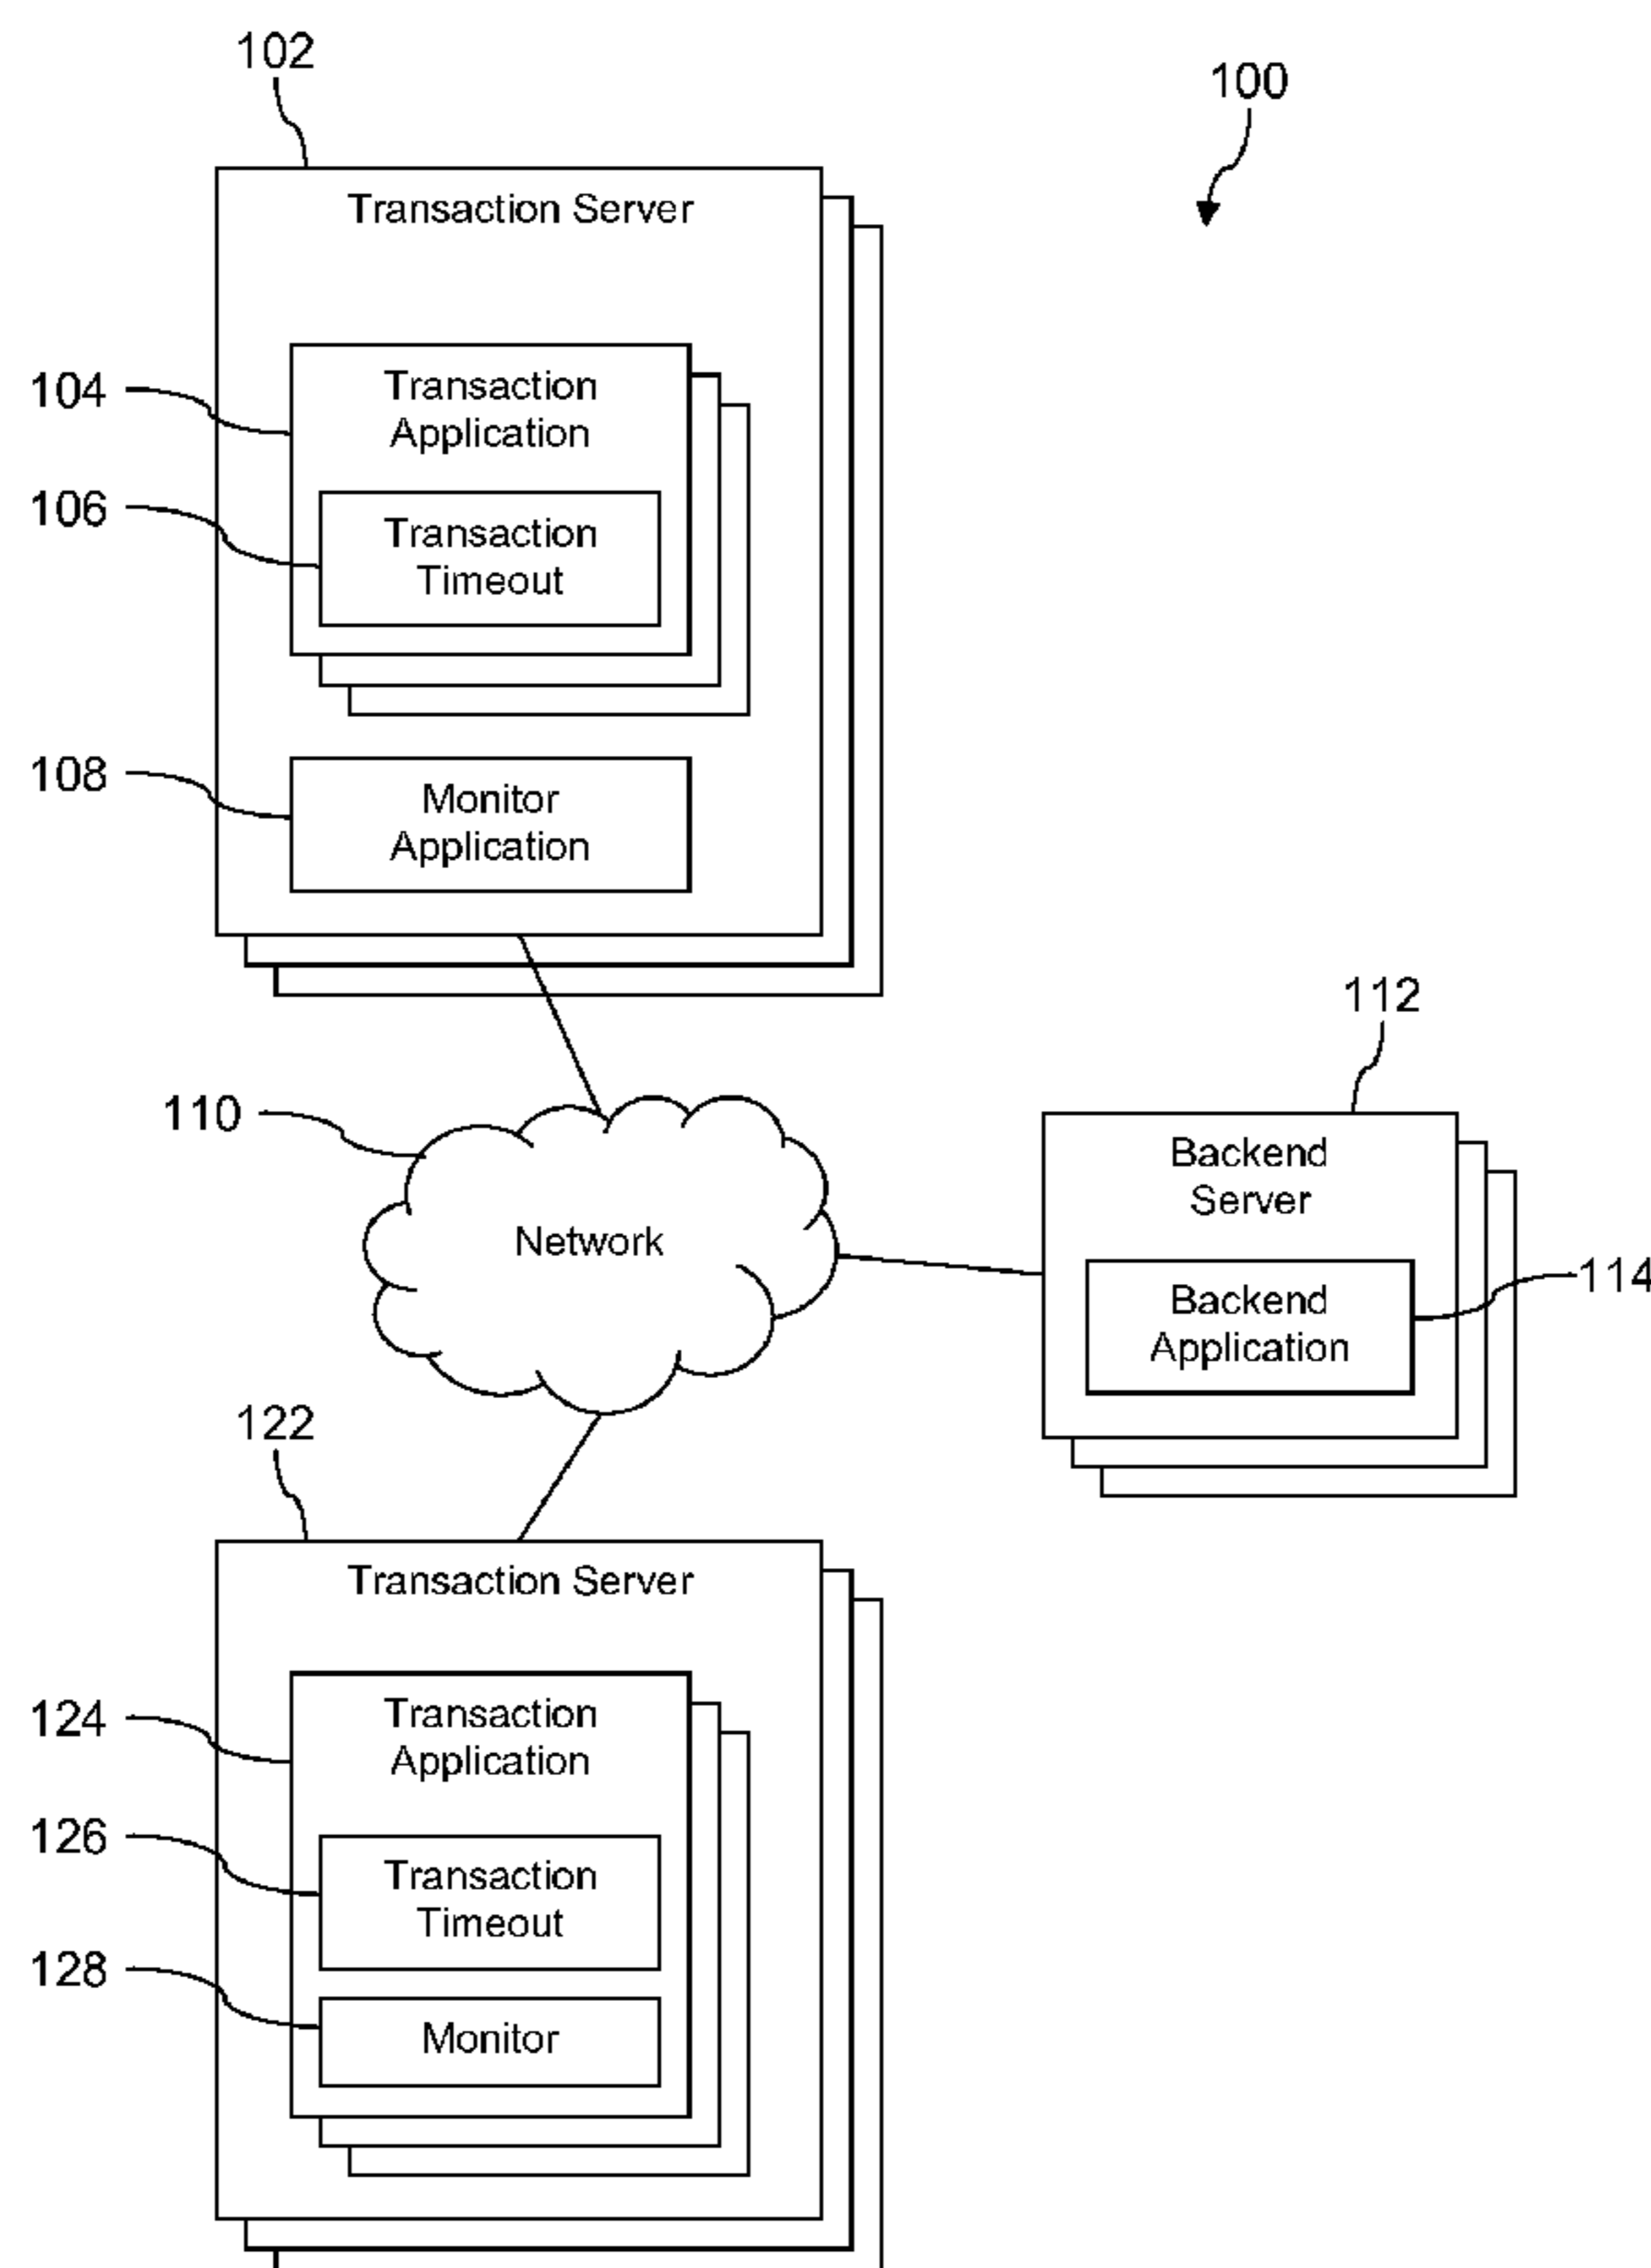 102
100
Transaction Server
104
Transaction
Application
106
Transaction
Timeout
108
Monitor
Application
112
110
Backend
Server
Network
114
Backend
Application
122
Transaction Server
124
Transaction
Application
126
Transaction
Timeout
128
Monitor